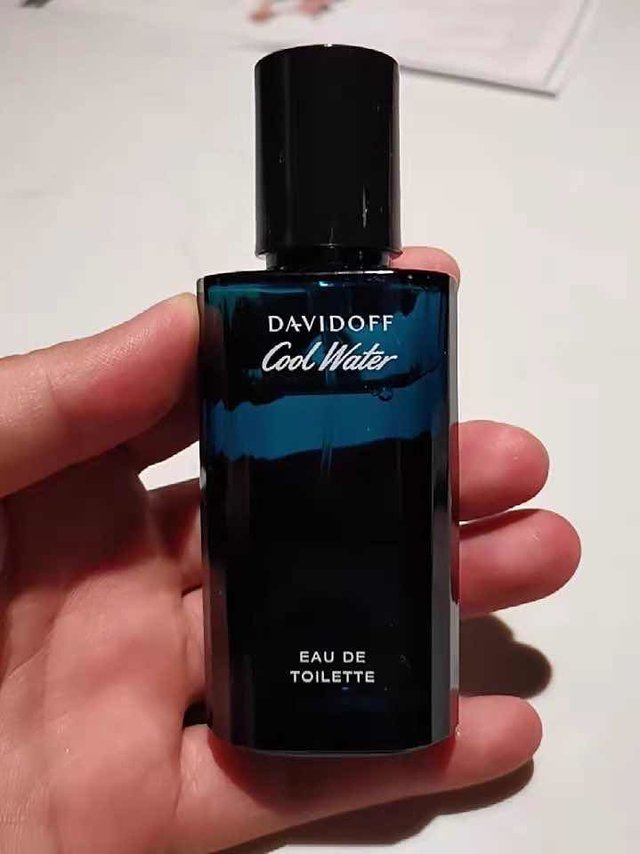 DAVIDOFF
Cool Water
EAU DE
TOILETTE